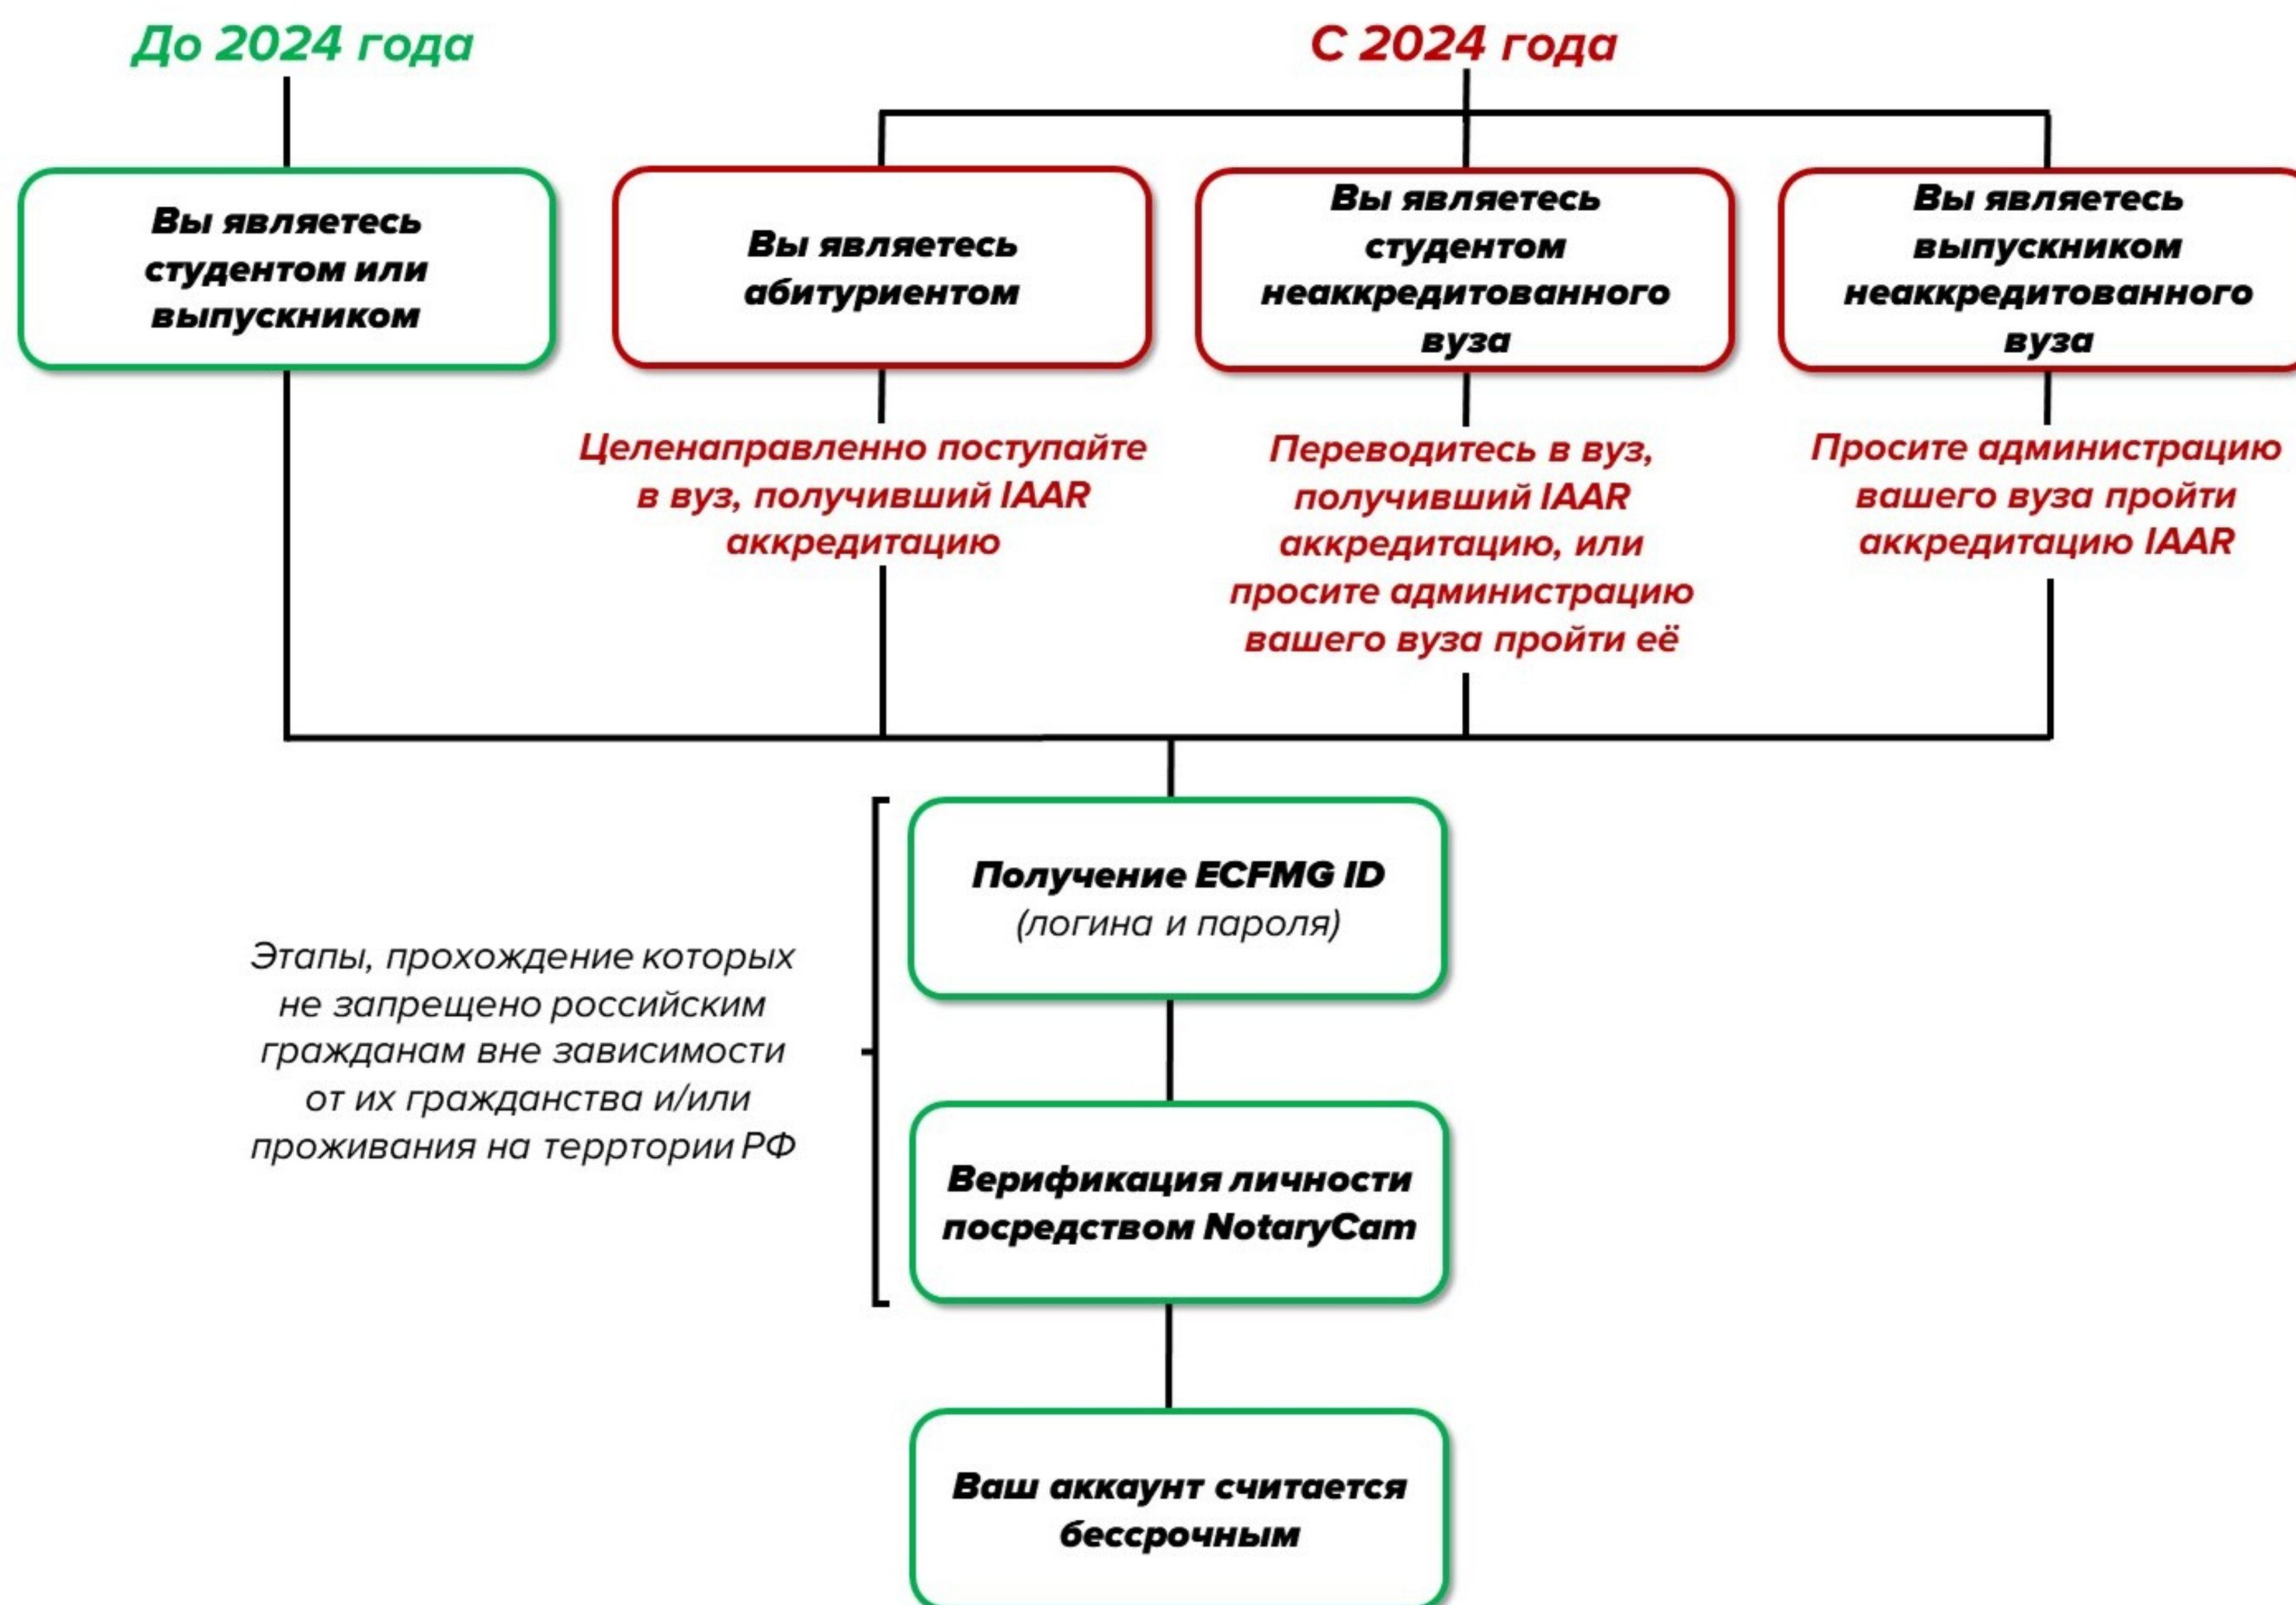 До 2024 года
С 2024 года
Вы являетесь
студентом или
выпускником
Вы являетесь
абитуриентом
Вы являетесь
студентом
неаккредитованного
вуза
Вы являетесь
выпускником
неаккредитованного
вуза
Целенаправленно поступайте
в вуз, получивший IAAR
аккредитацию
Переводитесь в вуз,
получивший IAAR
аккредитацию, или
просите администрацию
вашего вуза пройти её
Просите администрацию
вашего вуза пройти
аккредитацию IAAR
Получение ECFMG ID
(логина и пароля)
Этапы, прохождение которых
не запрещено российским
гражданам вне зависимости
от их гражданства и/или
проживания на терртории РФ
Верификация личности
посредством NotaryCam
Ваш аккаунт считается
бессрочным